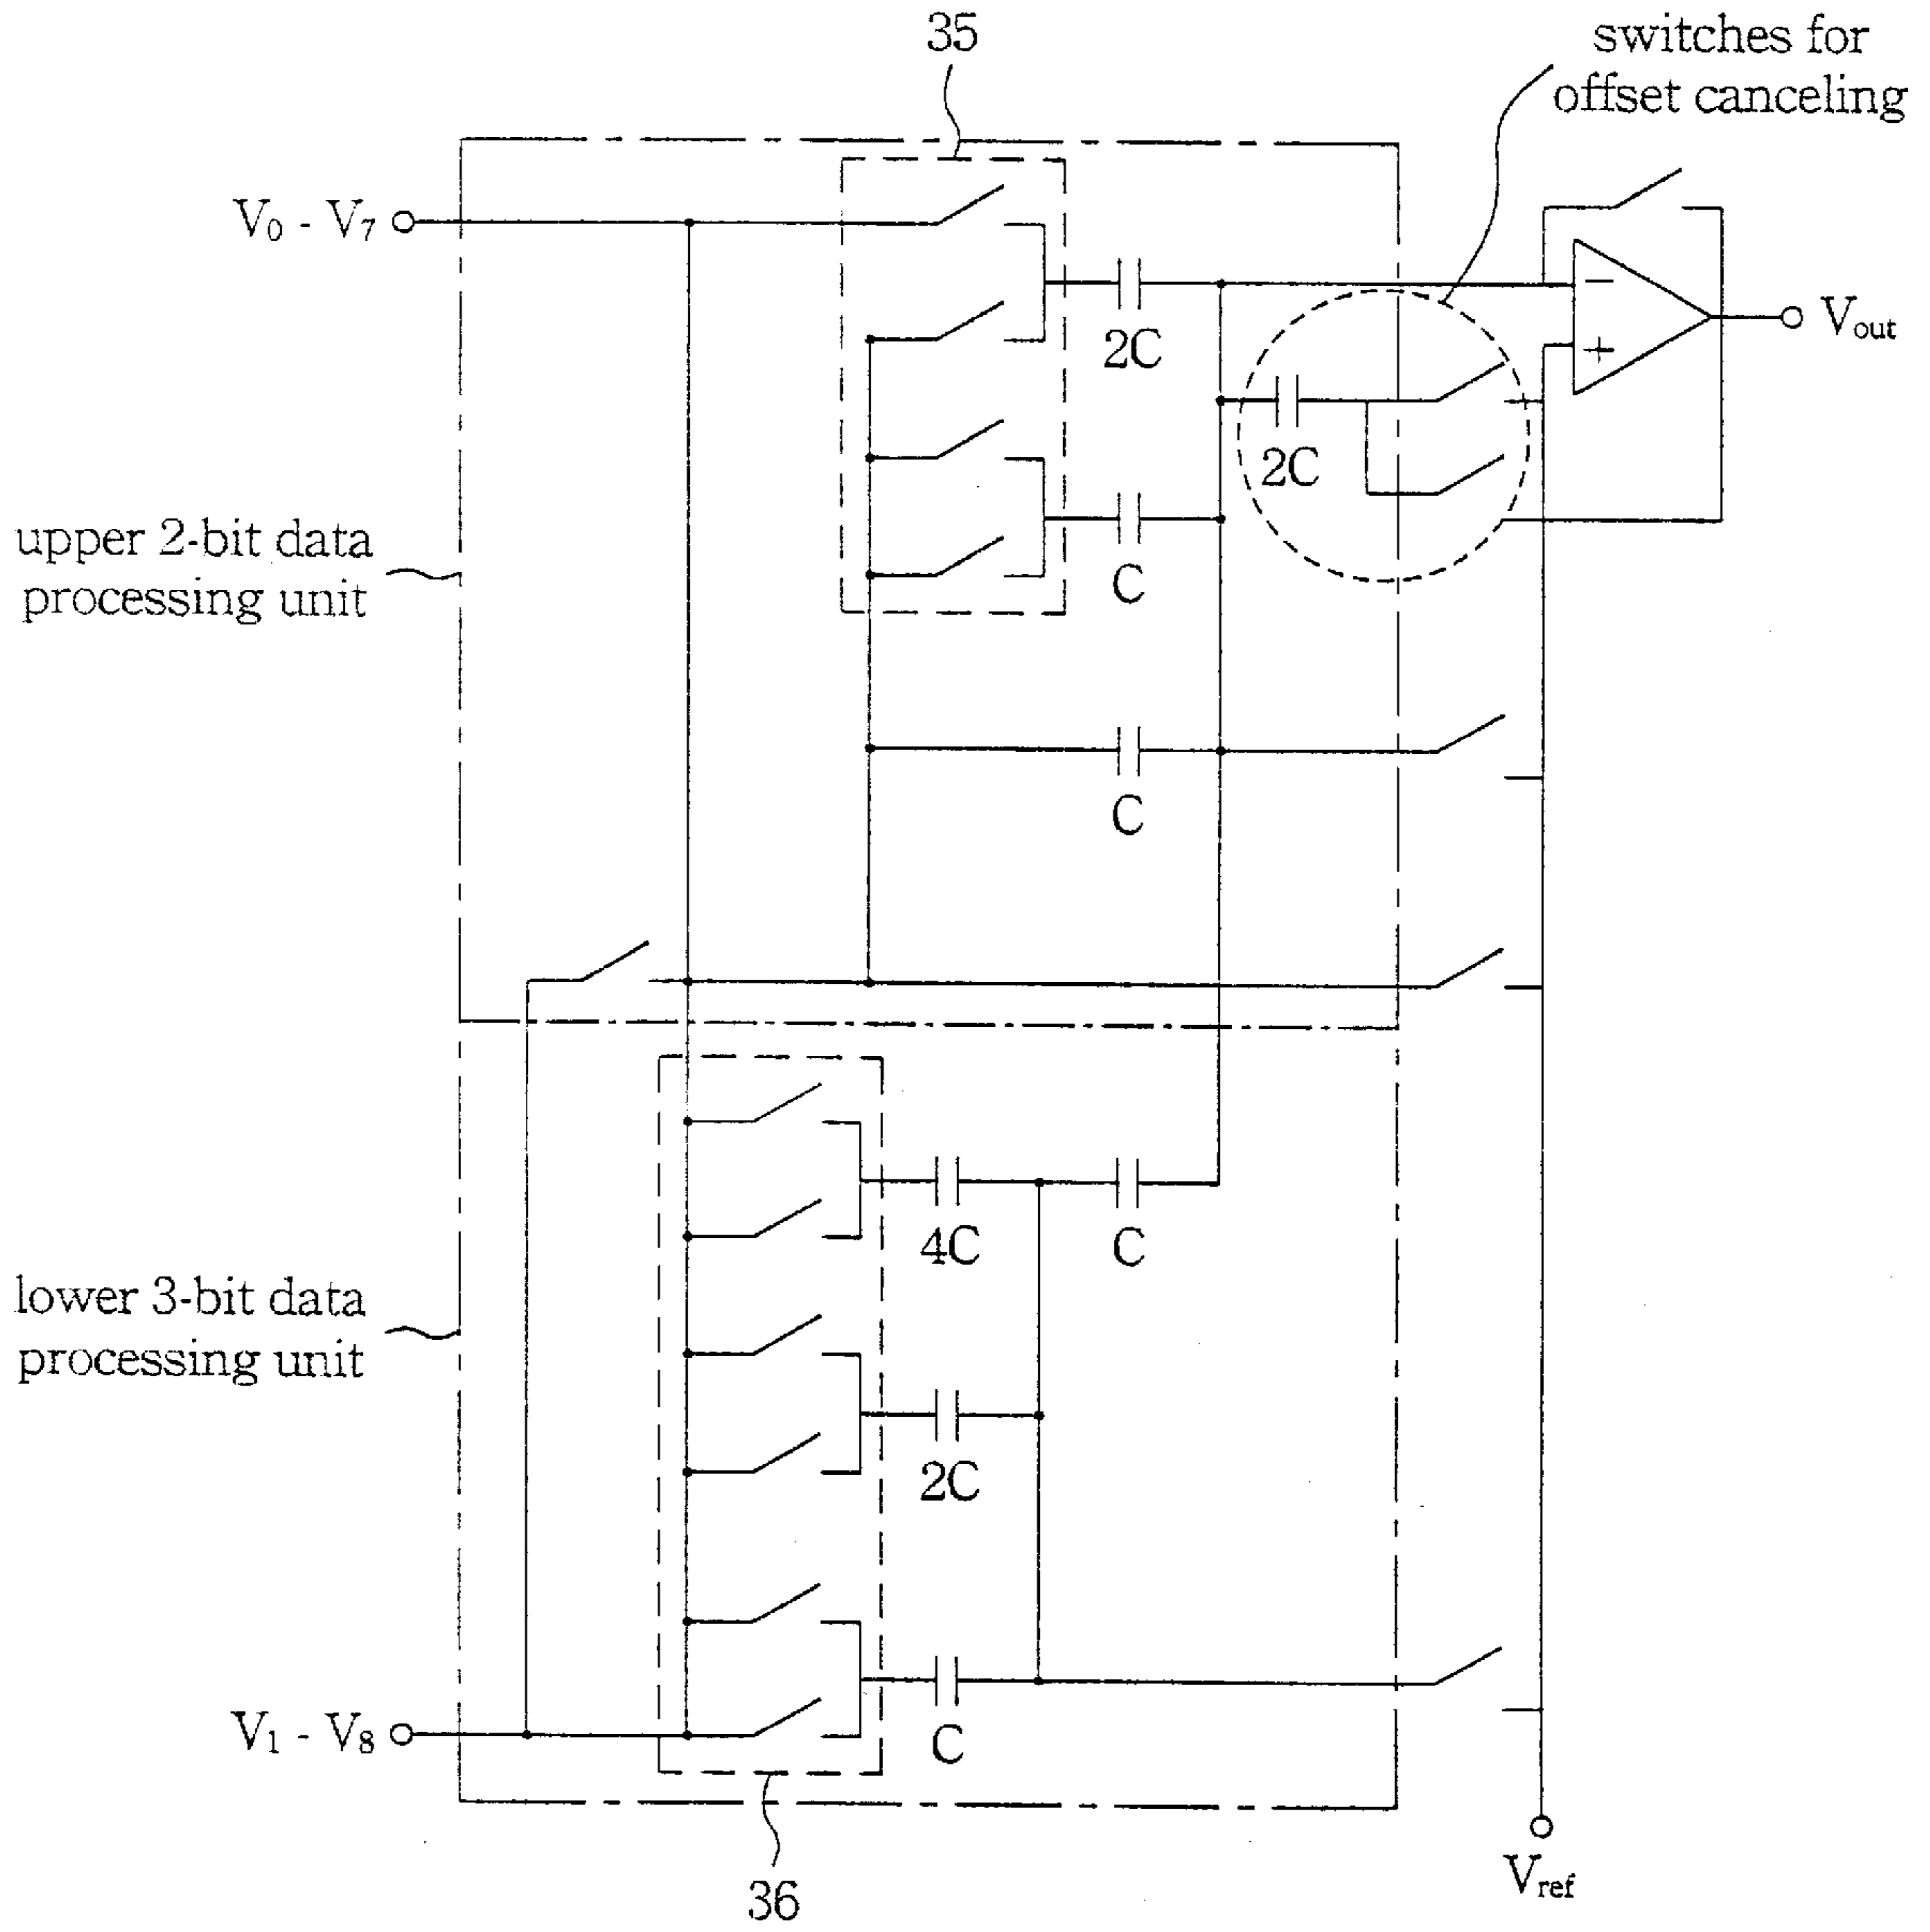 35
switches for
offset canceling
V₀ - V₇
−
+
Vout
2C
2C
upper 2-bit data
processing unit
C
C
4C
C
lower 3-bit data
processing unit
2C
V₁ - V₈
C
Vref
36